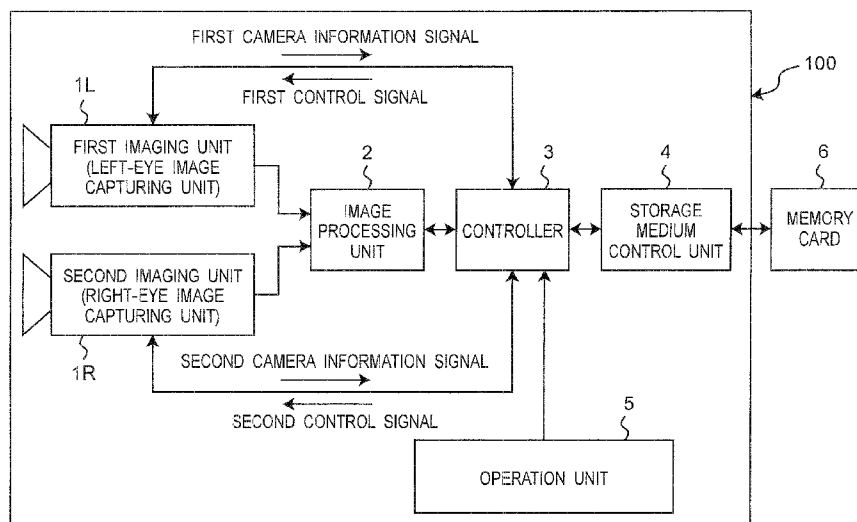 FIRST CAMERA INFORMATION SIGNAL
FIRST CONTROL SIGNAL
100
1L
FIRST IMAGING UNIT
(LEFT-EYE IMAGE
CAPTURING UNIT)
2
IMAGE
PROCESSING
UNIT
3
CONTROLLER
4
STORAGE
MEDIUM
CONTROL UNIT
6
MEMORY
CARD
SECOND IMAGING UNIT
(RIGHT-EYE IMAGE
CAPTURING UNIT)
1R
SECOND CAMERA INFORMATION SIGNAL
SECOND CONTROL SIGNAL
5
OPERATION UNIT